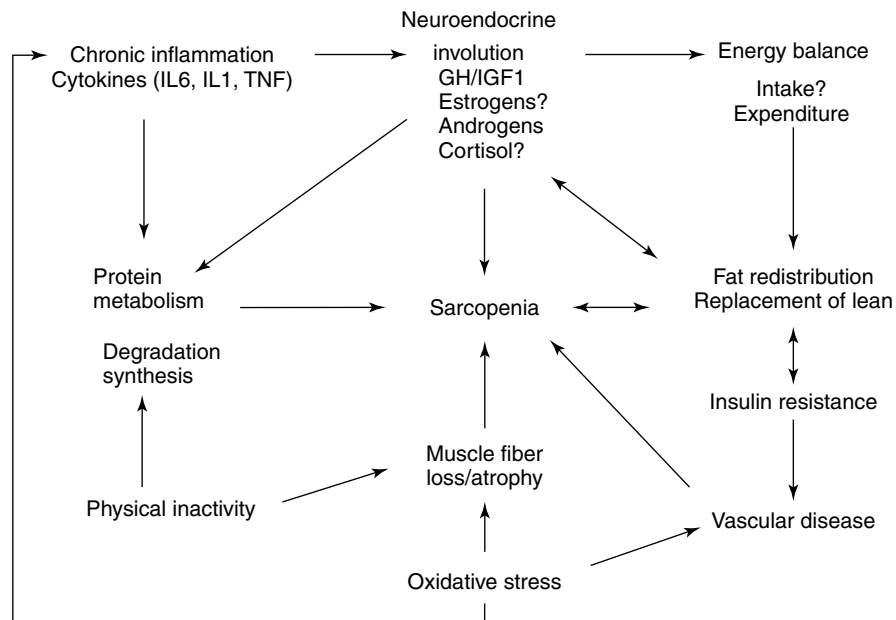 Neuroendocrine
involution
GH/IGF1
Estrogens?
Androgens
Cortisol?
Chronic inflammation
Cytokines (IL6, IL1, TNF)
Energy balance
Intake?
Expenditure
Protein
metabolism
Degradation
synthesis
Sarcopenia
Fat redistribution
Replacement of lean
Insulin resistance
Muscle fiber
loss/atrophy
Physical inactivity
Vascular disease
Oxidative stress